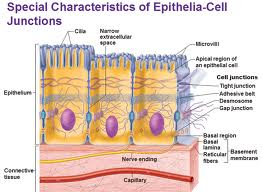 Special Characteristics of Epithelia-Cell
Junctions
Cilia
Narrow
extracellular
space
Microvilli
Apical region of
an epithelial cell
Cell junctions
Tight junction
Adhesive belt
Desmosome
Gap junction
Epithelium
Basal region
Basal
lamina
Reticular
fibers
Basement
membrane
Nerve ending
Connective
tissue
Capillary